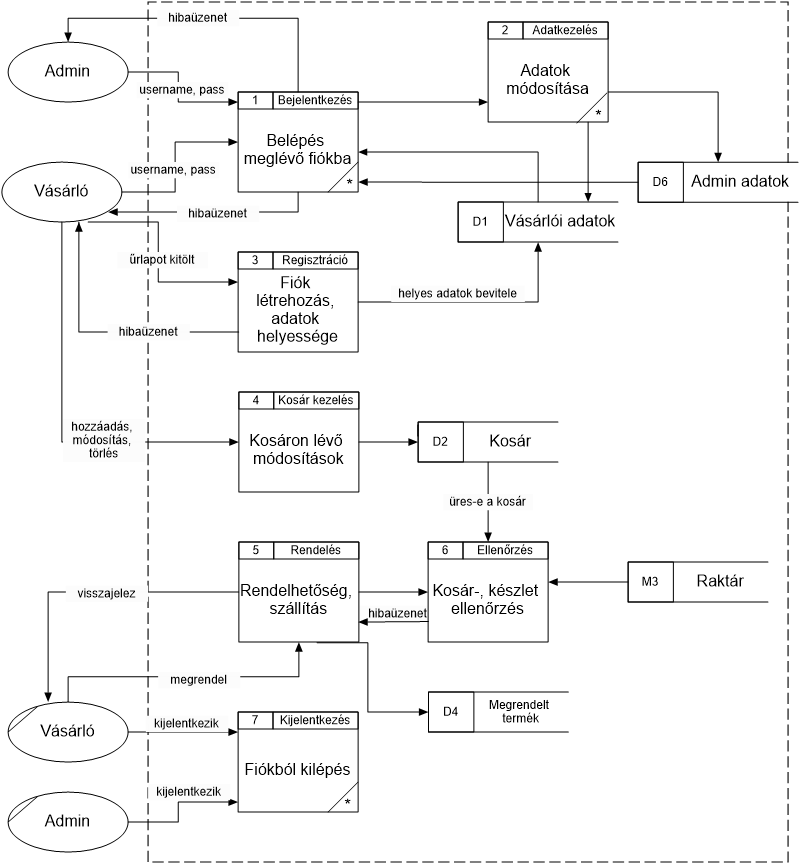 hibaüzenet
2 Adatkezelés
Admin
Adatok
módosítása
*
username, pass
1 Bejelentkezés
Belépés
meglévő fiókba
*
username, pass
Vásárló
D6 Admin adatok
hibaüzenet
D1 Vásárlói adatok
űrlapot kitölt
3 Regisztráció
Fiók
létrehozás,
adatok
helyessége
helyes adatok bevitele
hibaüzenet
4 Kosár kezelés
hozzáadás,
módosítás,
törlés
Kosáron lévő
módosítások
D2 Kosár
üres-e a kosár
5 Rendelés
6 Ellenőrzés
visszajelez
Rendelhetőség,
szállítás
Kosár-, készlet
ellenőrzés
M3 Raktár
hibaüzenet
megrendel
D4
Megrendelt
termék
Vásárló
kijelentkezik
7 Kijelentkezés
Fiókból kilépés
*
kijelentkezik
Admin